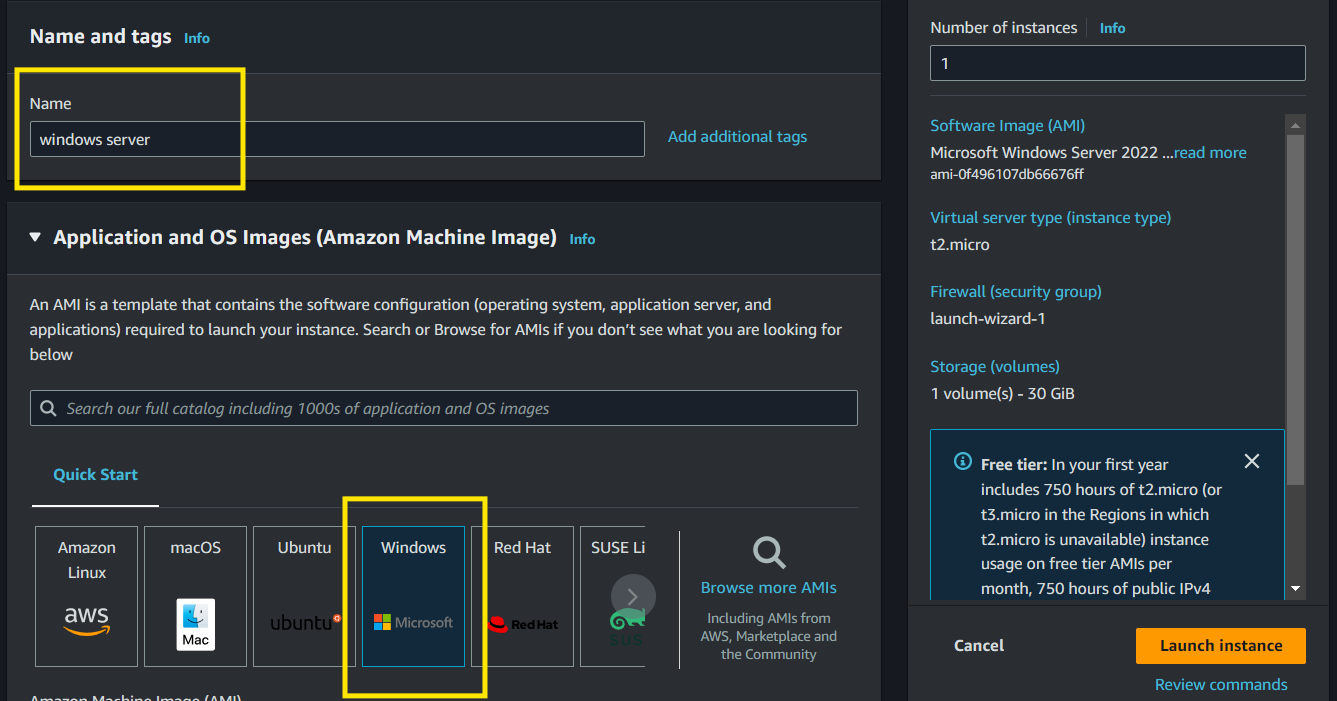 Name and tags Info
Name
windows server
Add additional tags
Application and OS Images (Amazon Machine Image) Info
An AMI is a template that contains the software configuration (operating system, application server, and
applications) required to launch your instance. Search or Browse for AMIs if you don’t see what you are looking for
below
Search our full catalog including 1000s of application and OS images
Quick Start
Amazon
Linux
aws
macOS
Mac
Ubuntu
ubuntu
Windows
Microsoft
Red Hat
Red Hat
SUSE Li
SUS
Browse more AMIs
Including AMIs from
AWS, Marketplace and
the Community
Amazon Machine Image (AMI)
Number of instances Info
1
Software Image (AMI)
Microsoft Windows Server 2022 ...read more
ami-0f496107db66676ff
Virtual server type (instance type)
t2.micro
Firewall (security group)
launch-wizard-1
Storage (volumes)
1 volume(s) - 30 GiB
Free tier: In your first year
includes 750 hours of t2.micro (or
t3.micro in the Regions in which
t2.micro is unavailable) instance
usage on free tier AMIs per
month, 750 hours of public IPv4
Cancel
Launch instance
Review commands